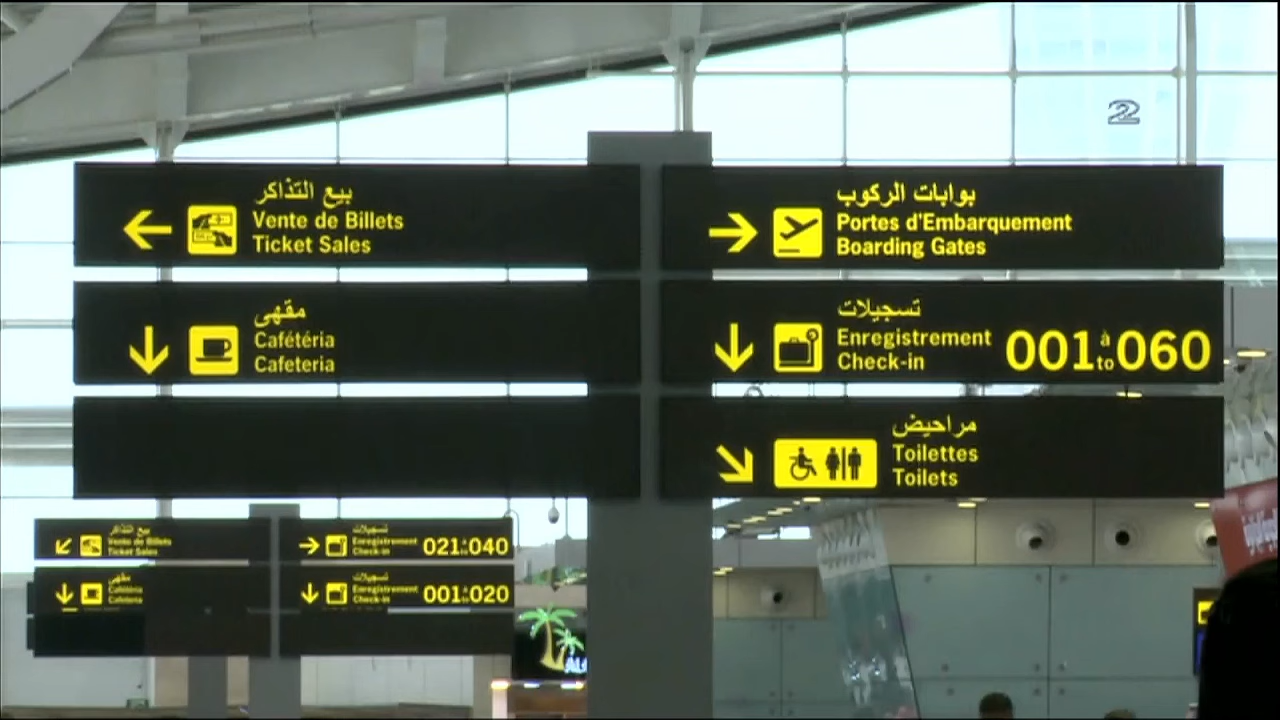 بيع التذاكر
Vente de Billets
Ticket Sales
مقهى
Cafétéria
Cafeteria
بوابات الركوب
Portes d'Embarquement
Boarding Gates
تسجيلات
Enregistrement
Check-in
001 à to 060
مراحيض
Toilettes
Toilets
2
بيع التذاكر
Vente de Billets
Ticket Sales
مقهى
Cafétéria
Cafeteria
تسجيلات
Enregistrement
Check-in
021 à to 040
تسجيلات
Enregistrement
Check-in
001 à to 020